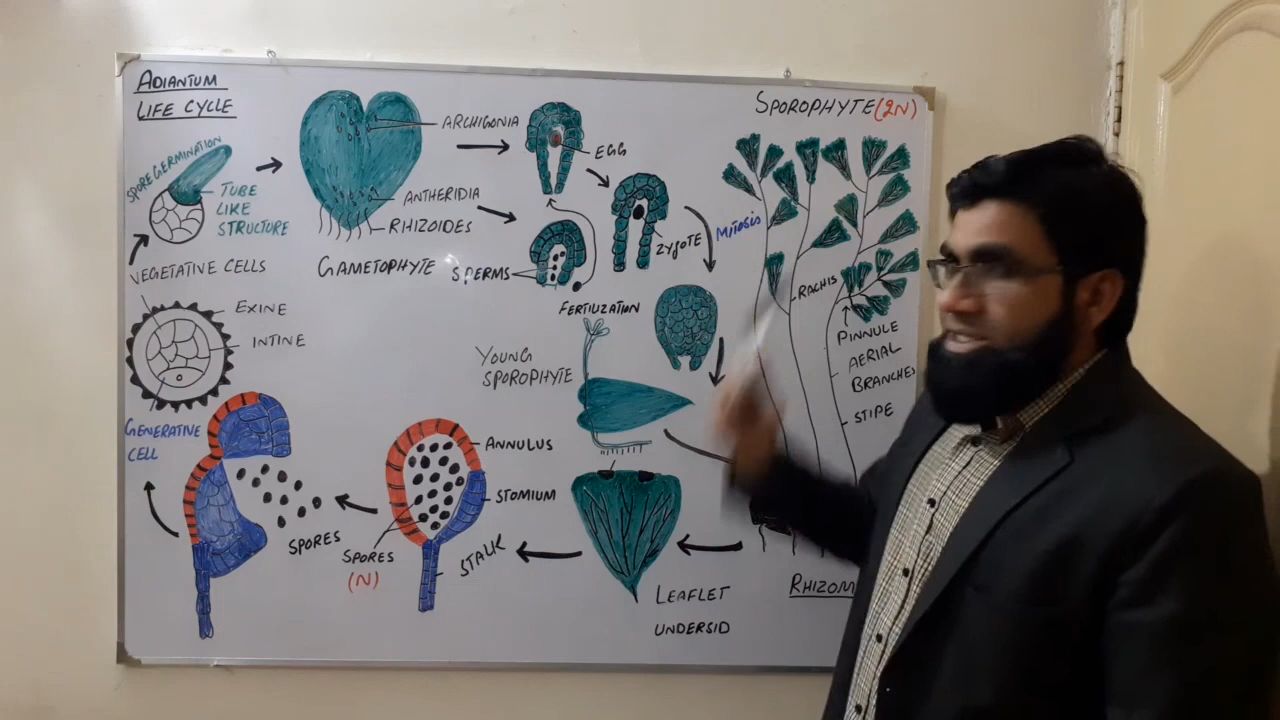 ADIANTUM
LIFE CYCLE
SPOREGERMINATION
TUBE
LIKE
STRUCTURE
VEGETATIVE CELLS
EXINE
INTINE
GENERATIVE
CELL
ARCHIGONIA
ANTHERIDIA
RHIZOIDES
GAMETOPHYTE
EGG
SPERMS
ZYGOTE
FERTILIZATION
MITOSIS
SPOROPHYTE(2N)
RACHIS
PINNULE
AERIAL
BRANCHES
STIPE
YOUNG
SPOROPHYTE
ANNULUS
STOMIUM
SPORES
SPORES
(N)
STALK
LEAFLET
UNDERSID
RHIZOM